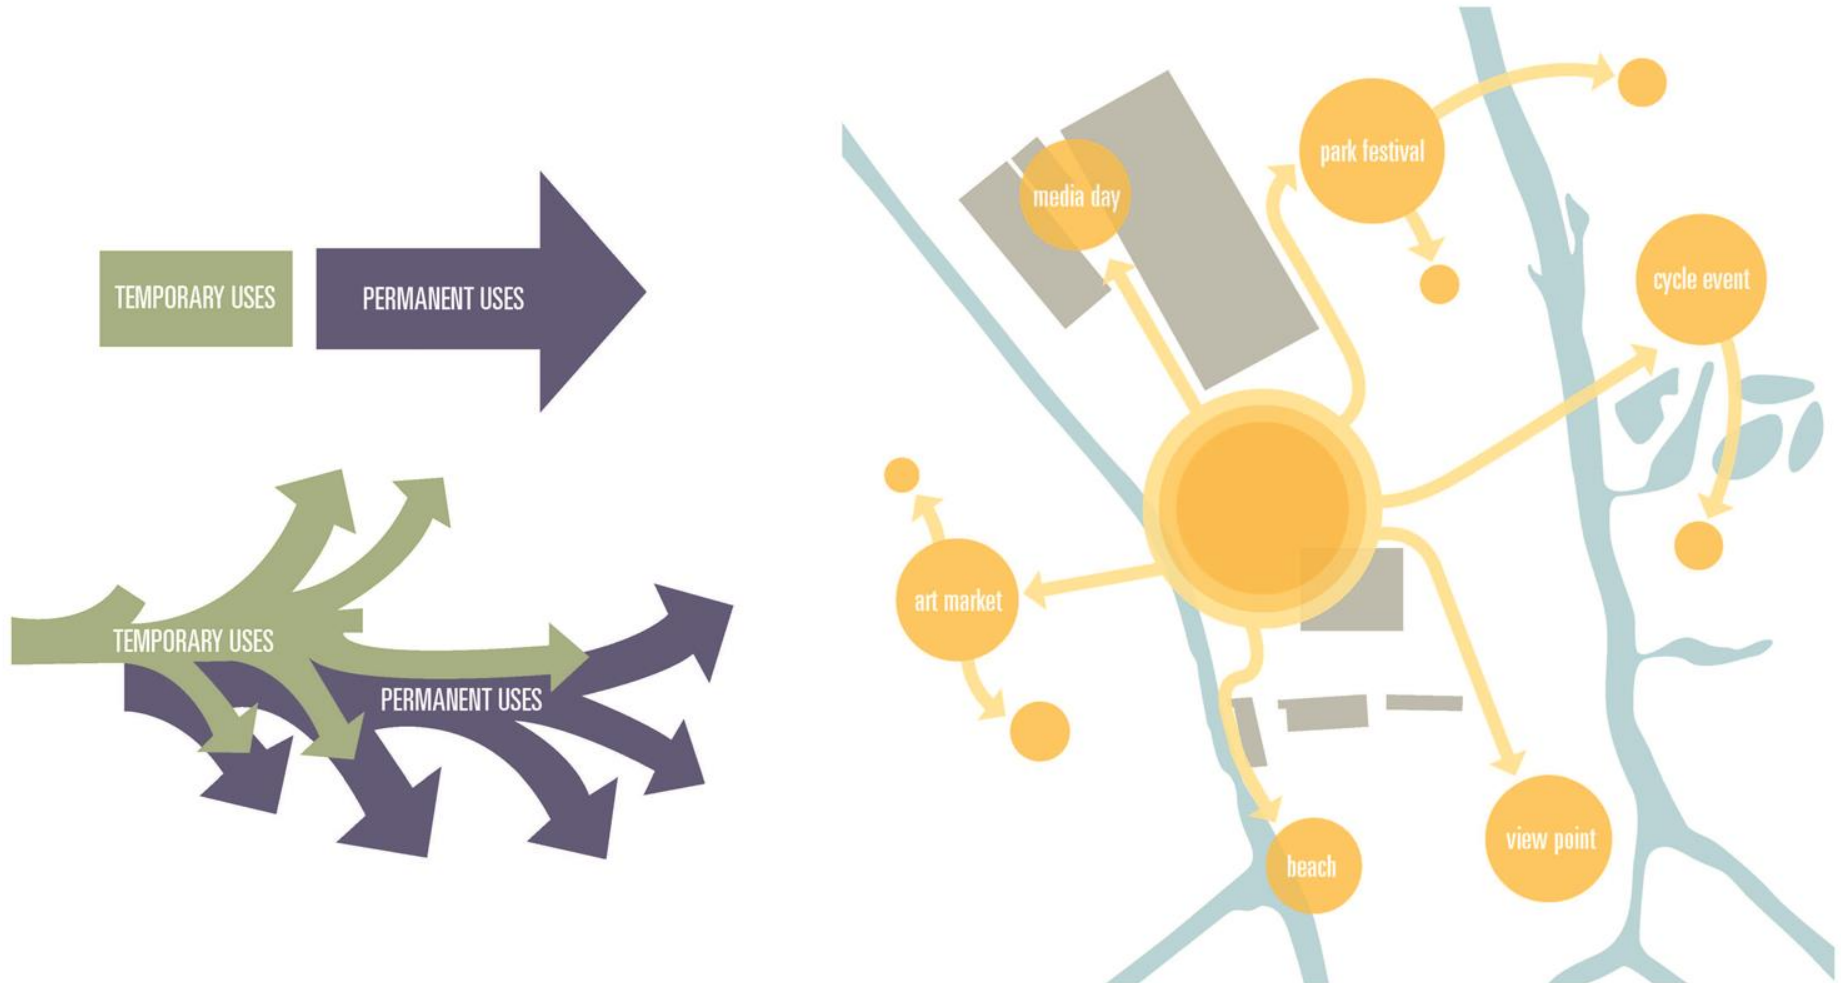 TEMPORARY USES
PERMANENT USES
TEMPORARY USES
PERMANENT USES
park festival
media day
cycle event
art market
view point
beach